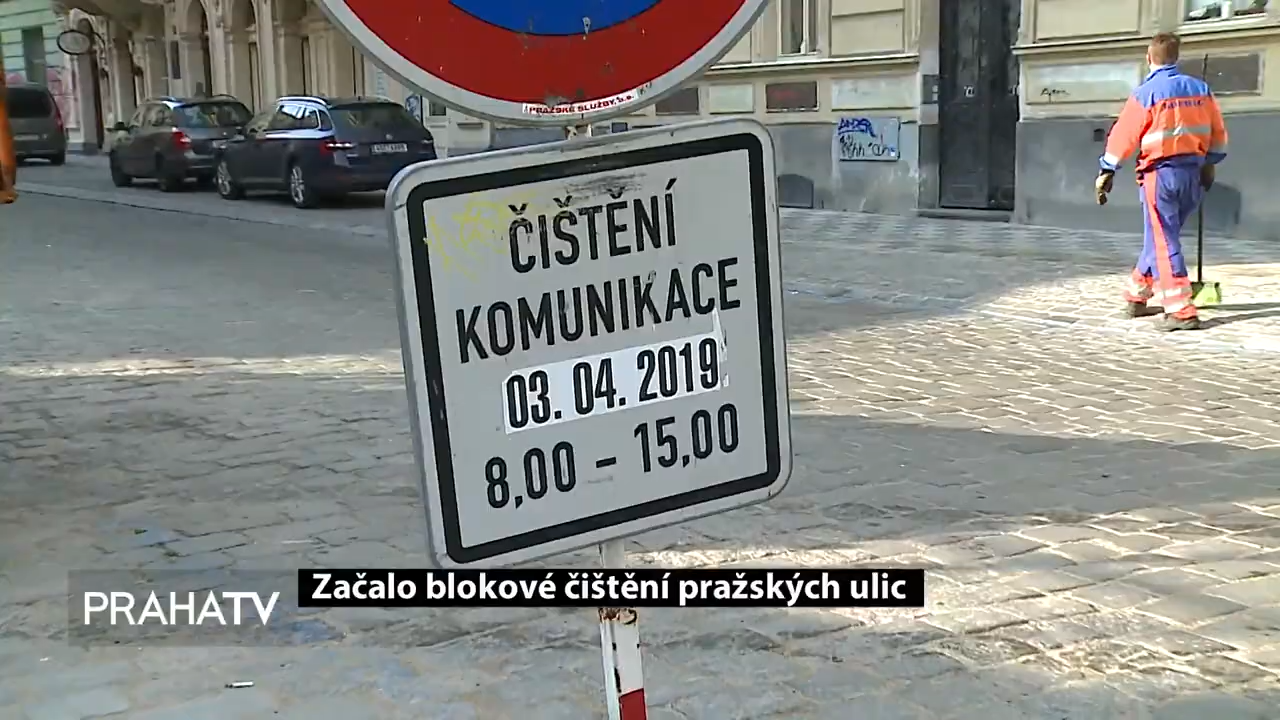 PRAŽSKÉ SLUŽBY, a.s.
ČIŠTĚNÍ
KOMUNIKACE
03. 04. 2019
8,00 – 15,00
Začalo blokové čištění pražských ulic
PRAHATV